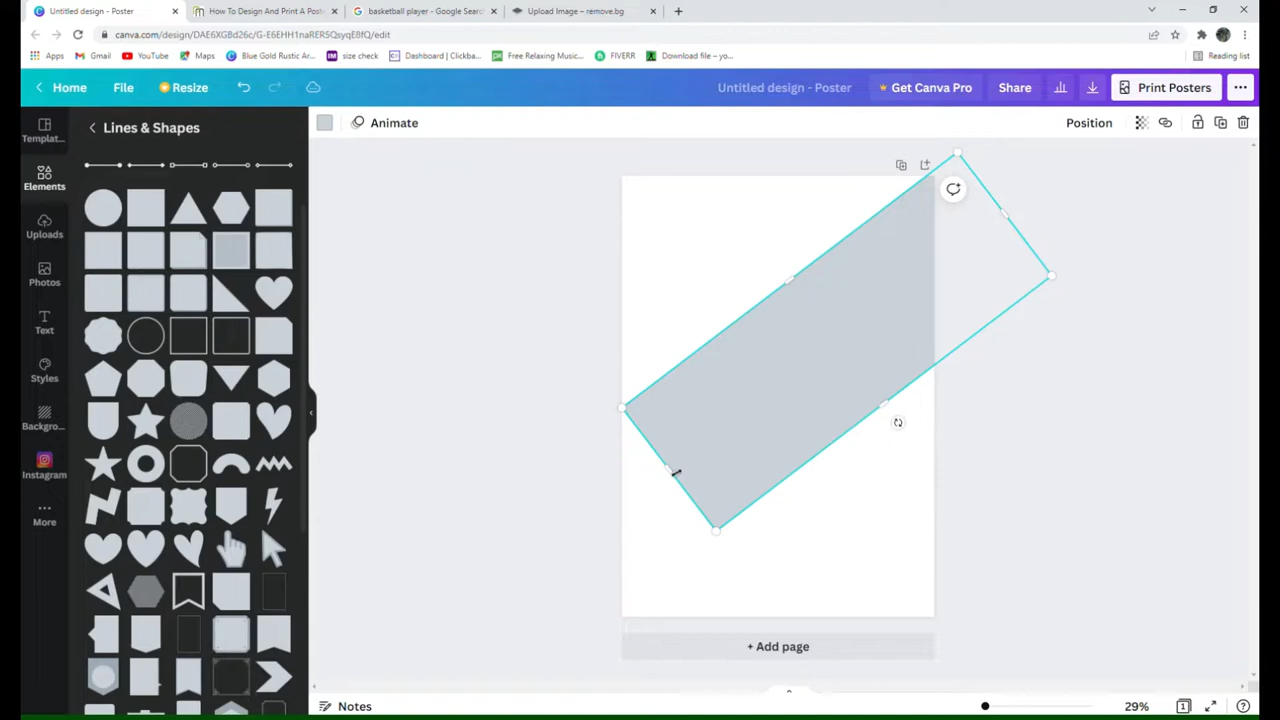 Untitled design - Poster
How To Design And Print A Poste
basketball player - Google Searc
Upload Image – remove.bg
canva.com/design/DAE6XGBd26c/G-E6EHH1naRER5QsyqE8fQ/edit
Apps
Gmail
YouTube
Maps
Blue Gold Rustic Ar...
size check
Dashboard | Clickba...
Free Relaxing Music...
FIVERR
Download file – yo...
Reading list
Home
File
Resize
Untitled design - Poster
Get Canva Pro
Share
Print Posters
Templat...
Lines & Shapes
Animate
Position
Elements
Uploads
Photos
Text
Styles
Backgro...
Instagram
More
+ Add page
Notes
29%
1